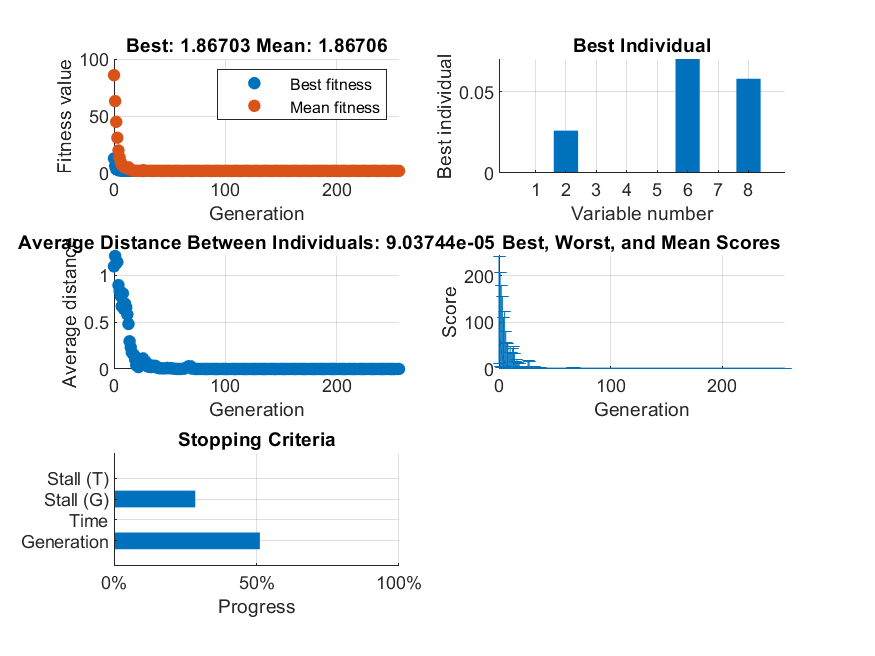 Best: 1.86703 Mean: 1.86706
Fitness value
100
50
0
Best fitness
Mean fitness
0 100 200
Generation
Best Individual
Best individual
0.05
0
1 2 3 4 5 6 7 8
Variable number
Average Distance Between Individuals: 9.03744e-05
Average distance
1
0.5
0
0 100 200
Generation
Best, Worst, and Mean Scores
Score
200
100
0
0 100 200
Generation
Stopping Criteria
Stall (T)
Stall (G)
Time
Generation
0% 50% 100%
Progress